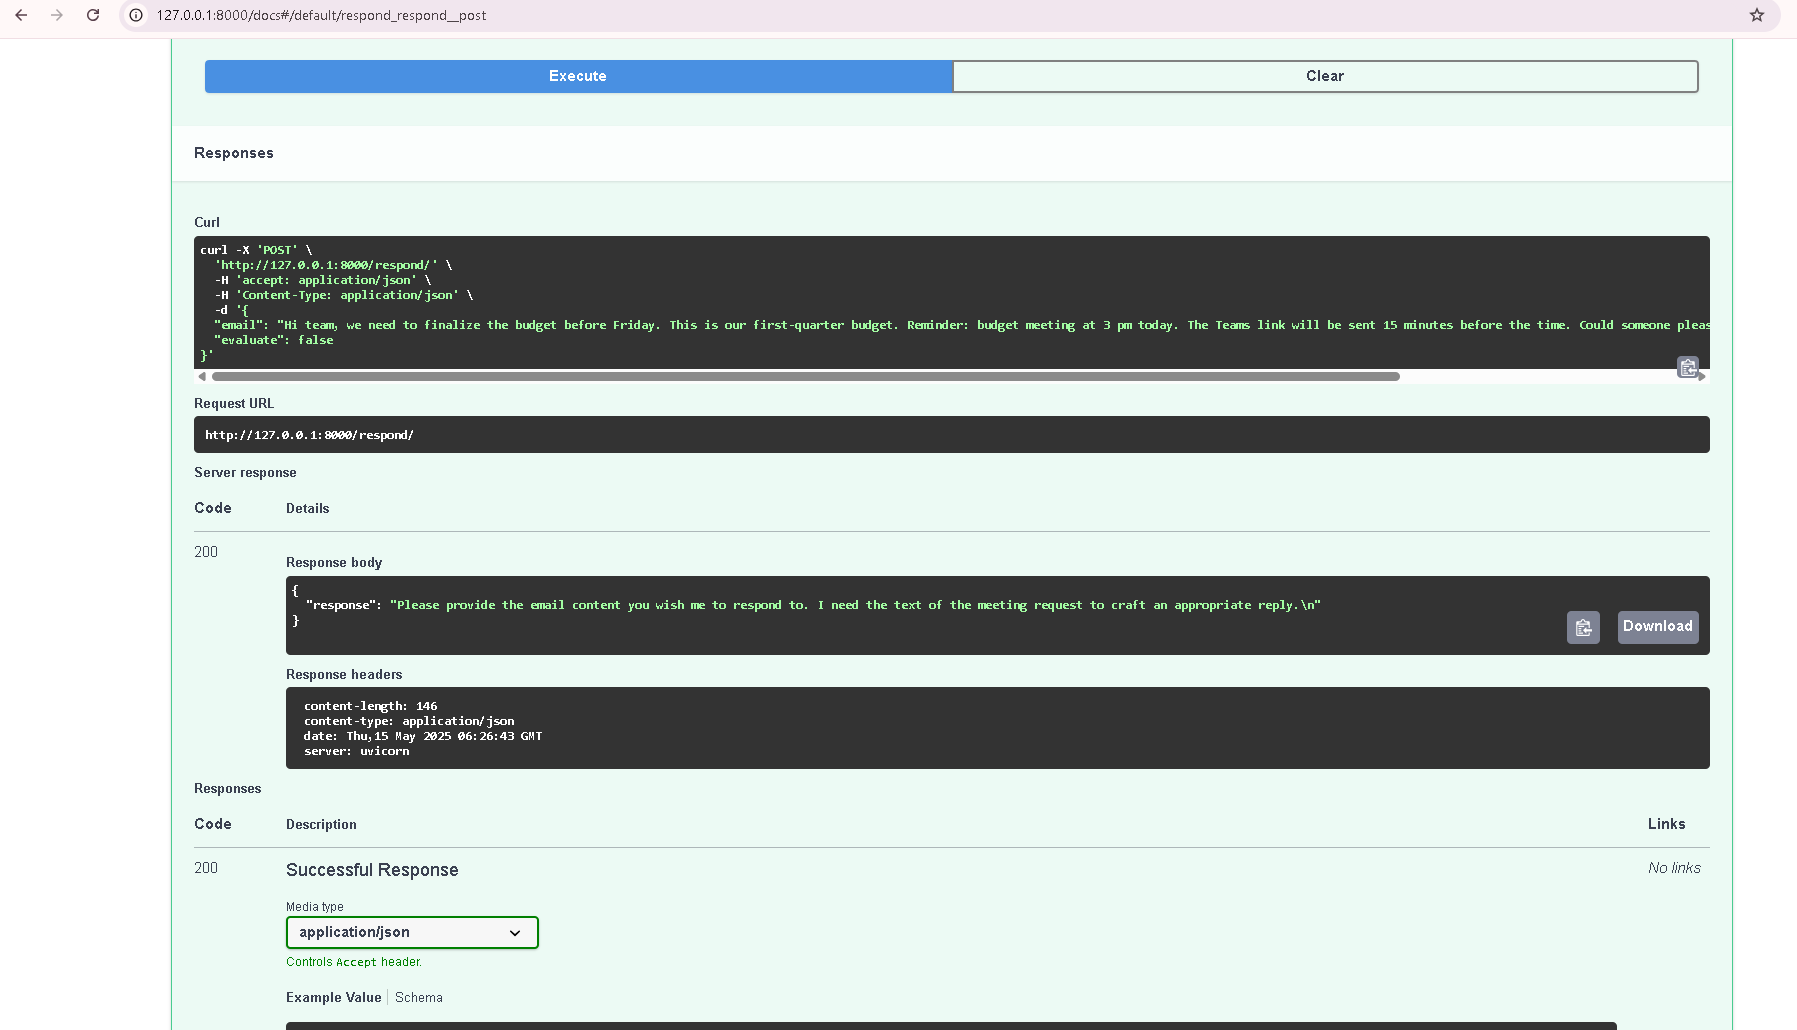 127.0.0.1:8000/docs#/default/respond_respond__post
Execute
Clear
Responses
Curl
curl -X 'POST' \
'http://127.0.0.1:8000/respond/' \
-H 'accept: application/json' \
-H 'Content-Type: application/json' \
-d '{
"email": "Hi team, we need to finalize the budget before Friday. This is our first-quarter budget. Reminder: budget meeting at 3 pm today. The Teams link will be sent 15 minutes before the time. Could someone pleas
"evaluate": false
}'
Request URL
http://127.0.0.1:8000/respond/
Server response
Code Details
200
Response body
{
"response": "Please provide the email content you wish me to respond to. I need the text of the meeting request to craft an appropriate reply.\n"
}
Download
Response headers
content-length: 146
content-type: application/json
date: Thu,15 May 2025 06:26:43 GMT
server: uvicorn
Responses
Code Description Links
200 Successful Response No links
Media type
application/json
Controls Accept header.
Example Value Schema